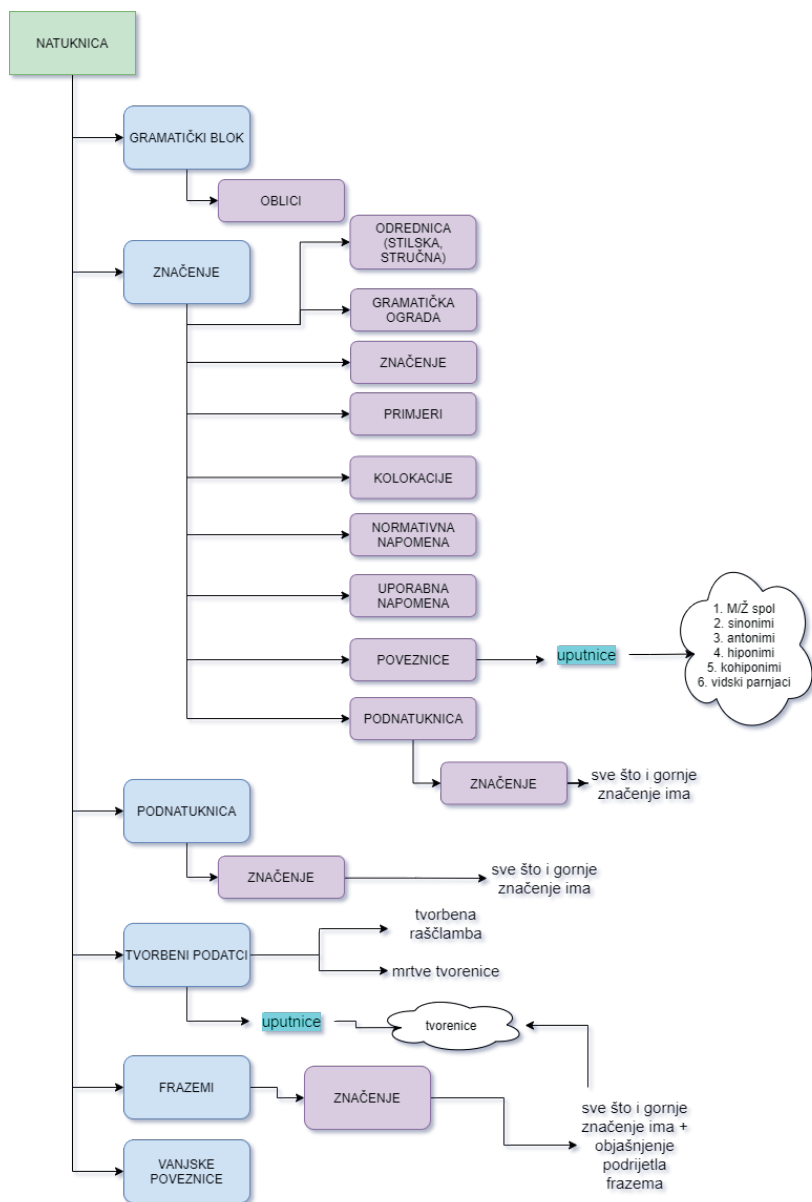 NATUKNICA
GRAMATIČKI BLOK
OBLICI
ZNAČENJE
ODREDNICA
(STILSKA,
STRUČNA)
GRAMATIČKA
OGRADA
ZNAČENJE
PRIMJERI
KOLOKACIJE
NORMATIVNA
NAPOMENA
UPORABNA
NAPOMENA
POVEZNICE
uputnice
1. M/Ž spol
2. sinonimi
3. antonimi
4. hiponimi
5. kohiponimi
6. vidski parnjaci
PODNATUKNICA
ZNAČENJE
sve što i gornje
značenje ima
PODNATUKNICA
ZNAČENJE
sve što i gornje
značenje ima
TVORBENI PODATCI
tvorbena
raščlamba
mrtve tvorenice
uputnice
tvorenice
FRAZEMI
ZNAČENJE
sve što i gornje
značenje ima +
objašnjenje
podrijetla
frazema
VANJSKE
POVEZNICE